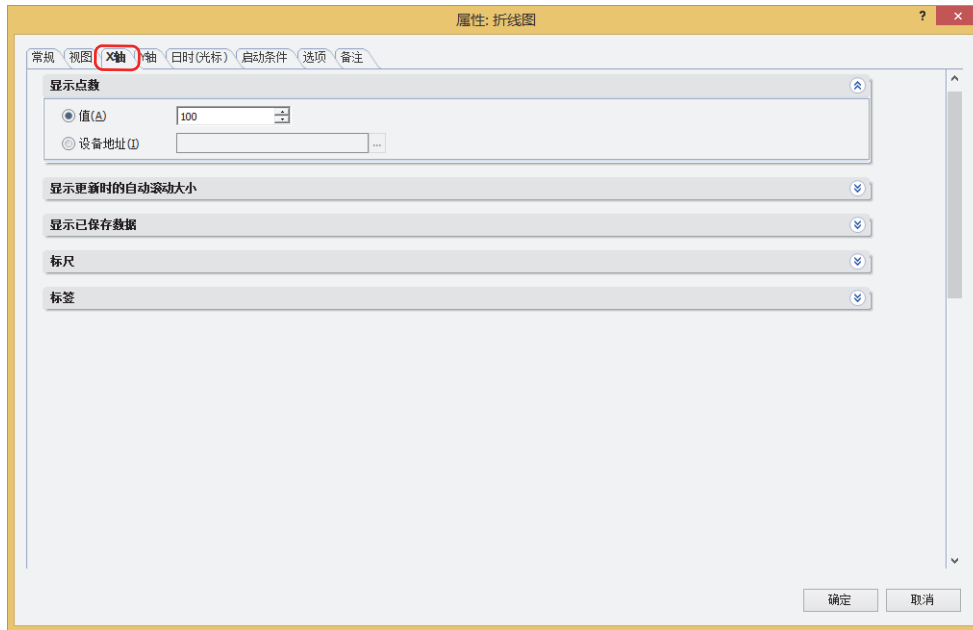 属性: 折线图
?
常规 视图 X轴 Y轴 日时(光标) 启动条件 选项 备注
显示点数
值(A) 100
设备地址(I) ...
显示更新时的自动滚动大小
显示已保存数据
标尺
标签
确定 取消